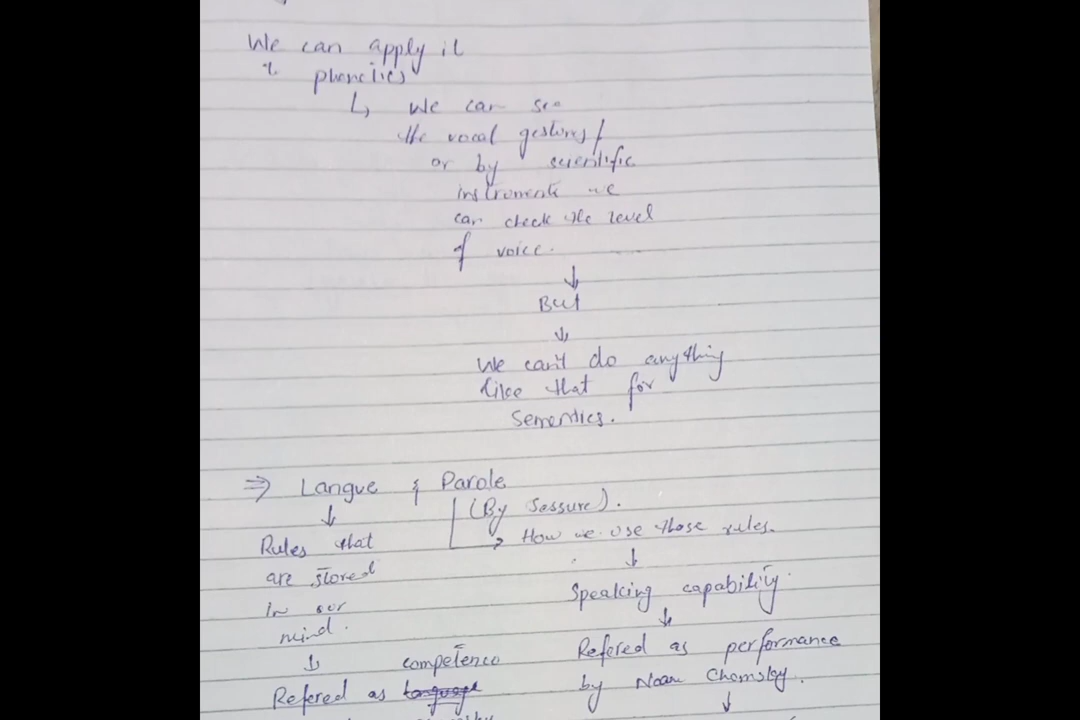 We can apply it
phonetics
↳ We can see
the vocal gestures/
or by scientific
instruments we
can check the level
of voice.
↓
But
↓
We can't do anything
like that for
Sementics.
⇒ Langue & Parole
(By Sassure).
→ How we use those rules.
↓
Rules that
are stored
in our
mind.
↓
Refered as competence
↓
Speaking capability.
↓
Refered as performance
by Noam Chomsky.
↓